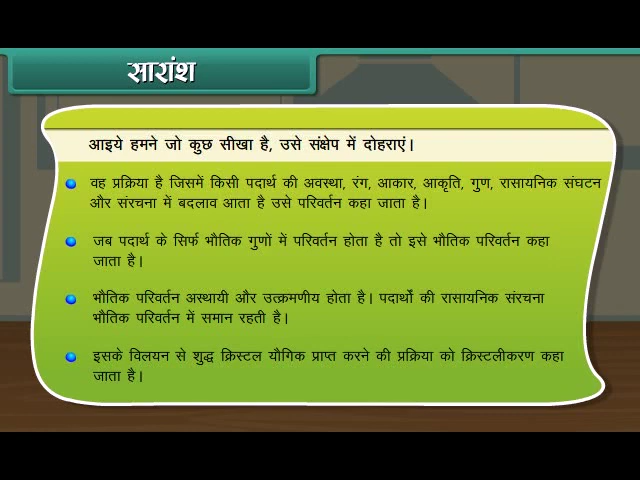 सारांश
आइये हमने जो कुछ सीखा है, उसे संक्षेप में दोहराएं।
वह प्रक्रिया है जिसमें किसी पदार्थ की अवस्था, रंग, आकार, आकृति, गुण, रासायनिक संघटन
और संरचना में बदलाव आता है उसे परिवर्तन कहा जाता है।
जब पदार्थ के सिर्फ भौतिक गुणों में परिवर्तन होता है तो इसे भौतिक परिवर्तन कहा
जाता है।
भौतिक परिवर्तन अस्थायी और उत्क्रमणीय होता है। पदार्थों की रासायनिक संरचना
भौतिक परिवर्तन में समान रहती है।
इसके विलयन से शुद्ध क्रिस्टल यौगिक प्राप्त करने की प्रक्रिया को क्रिस्टलीकरण कहा
जाता है।